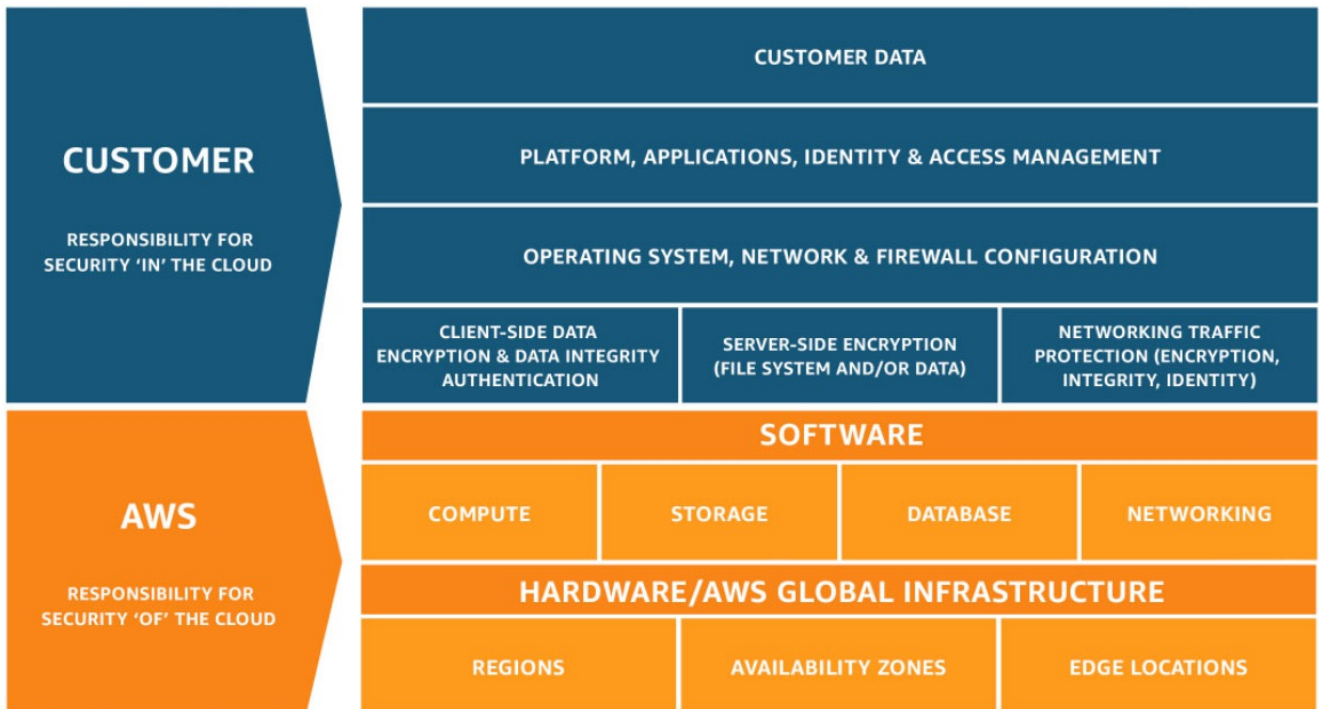 CUSTOMER
RESPONSIBILITY FOR
SECURITY ‘IN’ THE CLOUD
CUSTOMER DATA
PLATFORM, APPLICATIONS, IDENTITY & ACCESS MANAGEMENT
OPERATING SYSTEM, NETWORK & FIREWALL CONFIGURATION
CLIENT-SIDE DATA
ENCRYPTION & DATA INTEGRITY
AUTHENTICATION
SERVER-SIDE ENCRYPTION
(FILE SYSTEM AND/OR DATA)
NETWORKING TRAFFIC
PROTECTION (ENCRYPTION,
INTEGRITY, IDENTITY)
AWS
RESPONSIBILITY FOR
SECURITY ‘OF’ THE CLOUD
SOFTWARE
COMPUTE
STORAGE
DATABASE
NETWORKING
HARDWARE/AWS GLOBAL INFRASTRUCTURE
REGIONS
AVAILABILITY ZONES
EDGE LOCATIONS